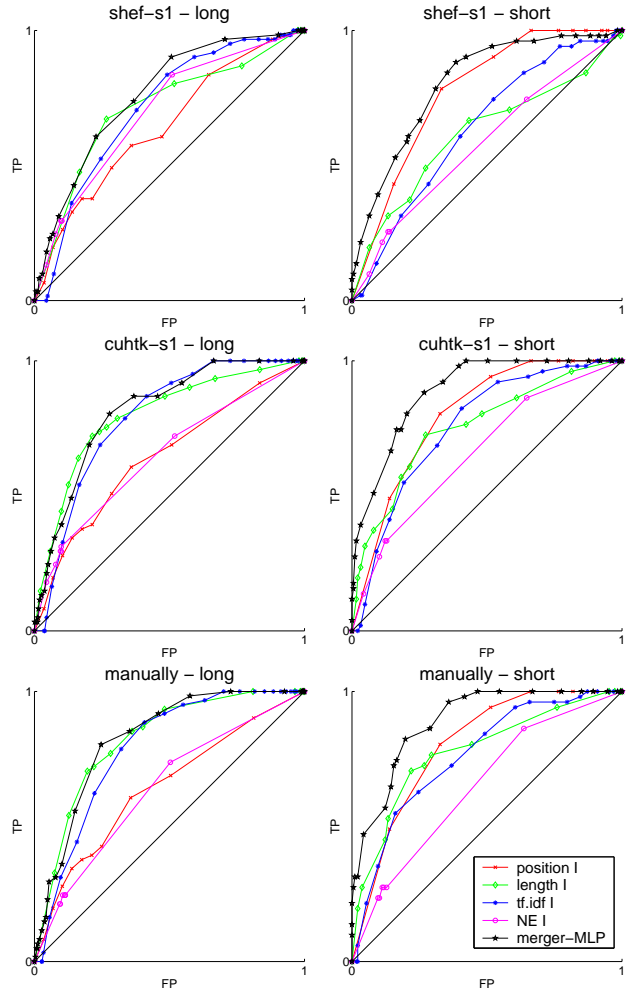 shef-s1 - long
1
TP
0
0
FP
1
shef-s1 - short
1
TP
0
0
FP
1
cuhtk-s1 - long
1
TP
0
0
FP
1
cuhtk-s1 - short
1
TP
0
0
FP
1
manually - long
1
TP
0
0
FP
1
manually - short
1
TP
0
0
FP
1
position I
length I
tf.idf I
NE I
merger-MLP